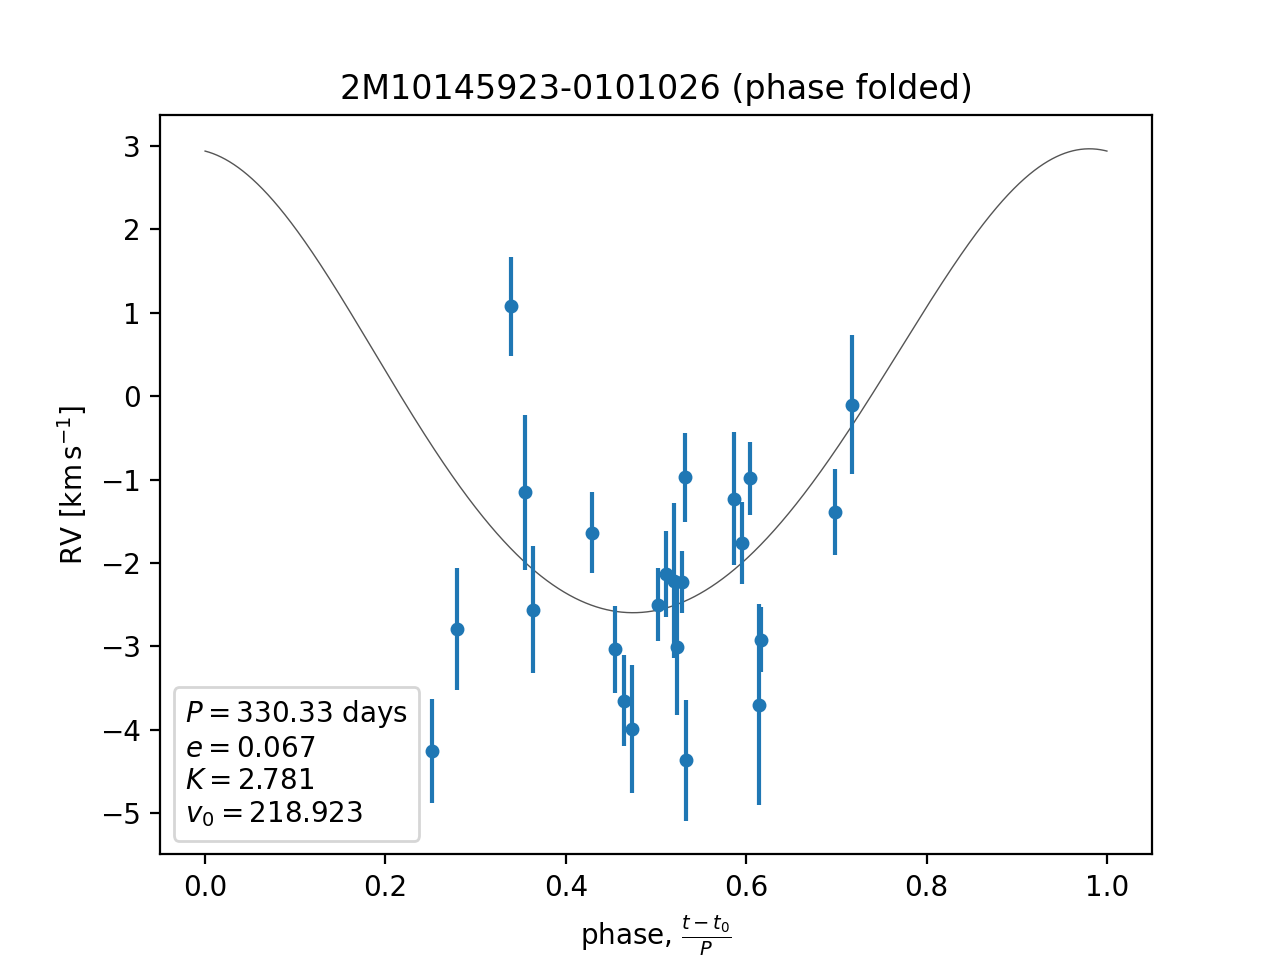 2M10145923-0101026 (phase folded)
RV [km s⁻¹]
3
2
1
0
−1
−2
−3
−4
−5
P = 330.33 days
e = 0.067
K = 2.781
v₀ = 218.923
0.0 0.2 0.4 0.6 0.8 1.0
phase, (t − t₀)/P